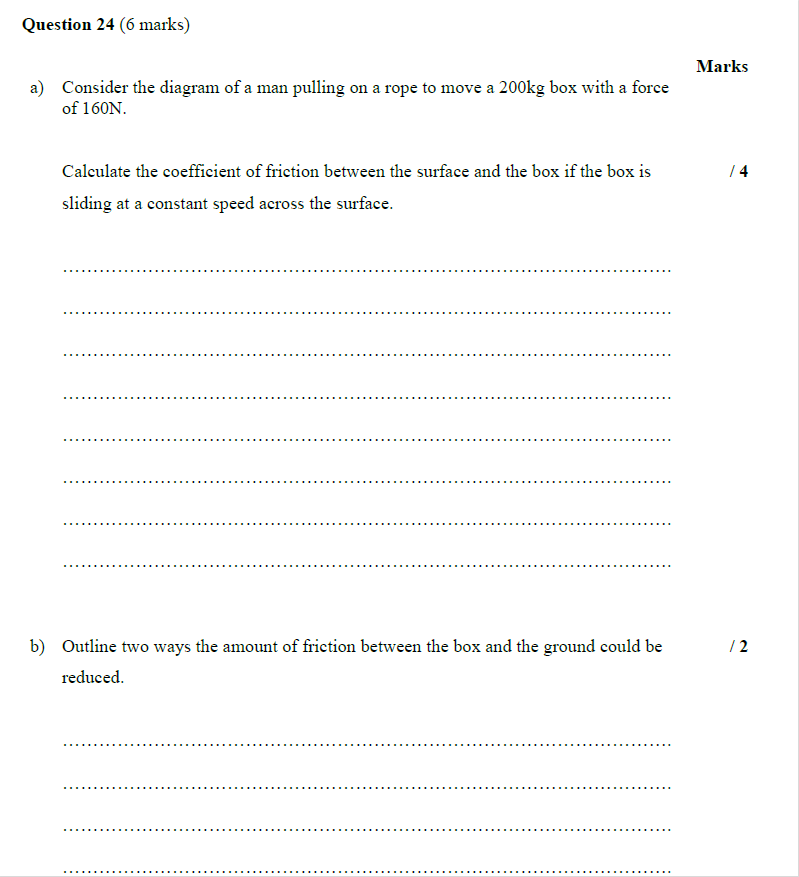 Question 24 (6 marks)
Marks
a) Consider the diagram of a man pulling on a rope to move a 200kg box with a force
of 160N.
Calculate the coefficient of friction between the surface and the box if the box is / 4
sliding at a constant speed across the surface.
b) Outline two ways the amount of friction between the box and the ground could be / 2
reduced.